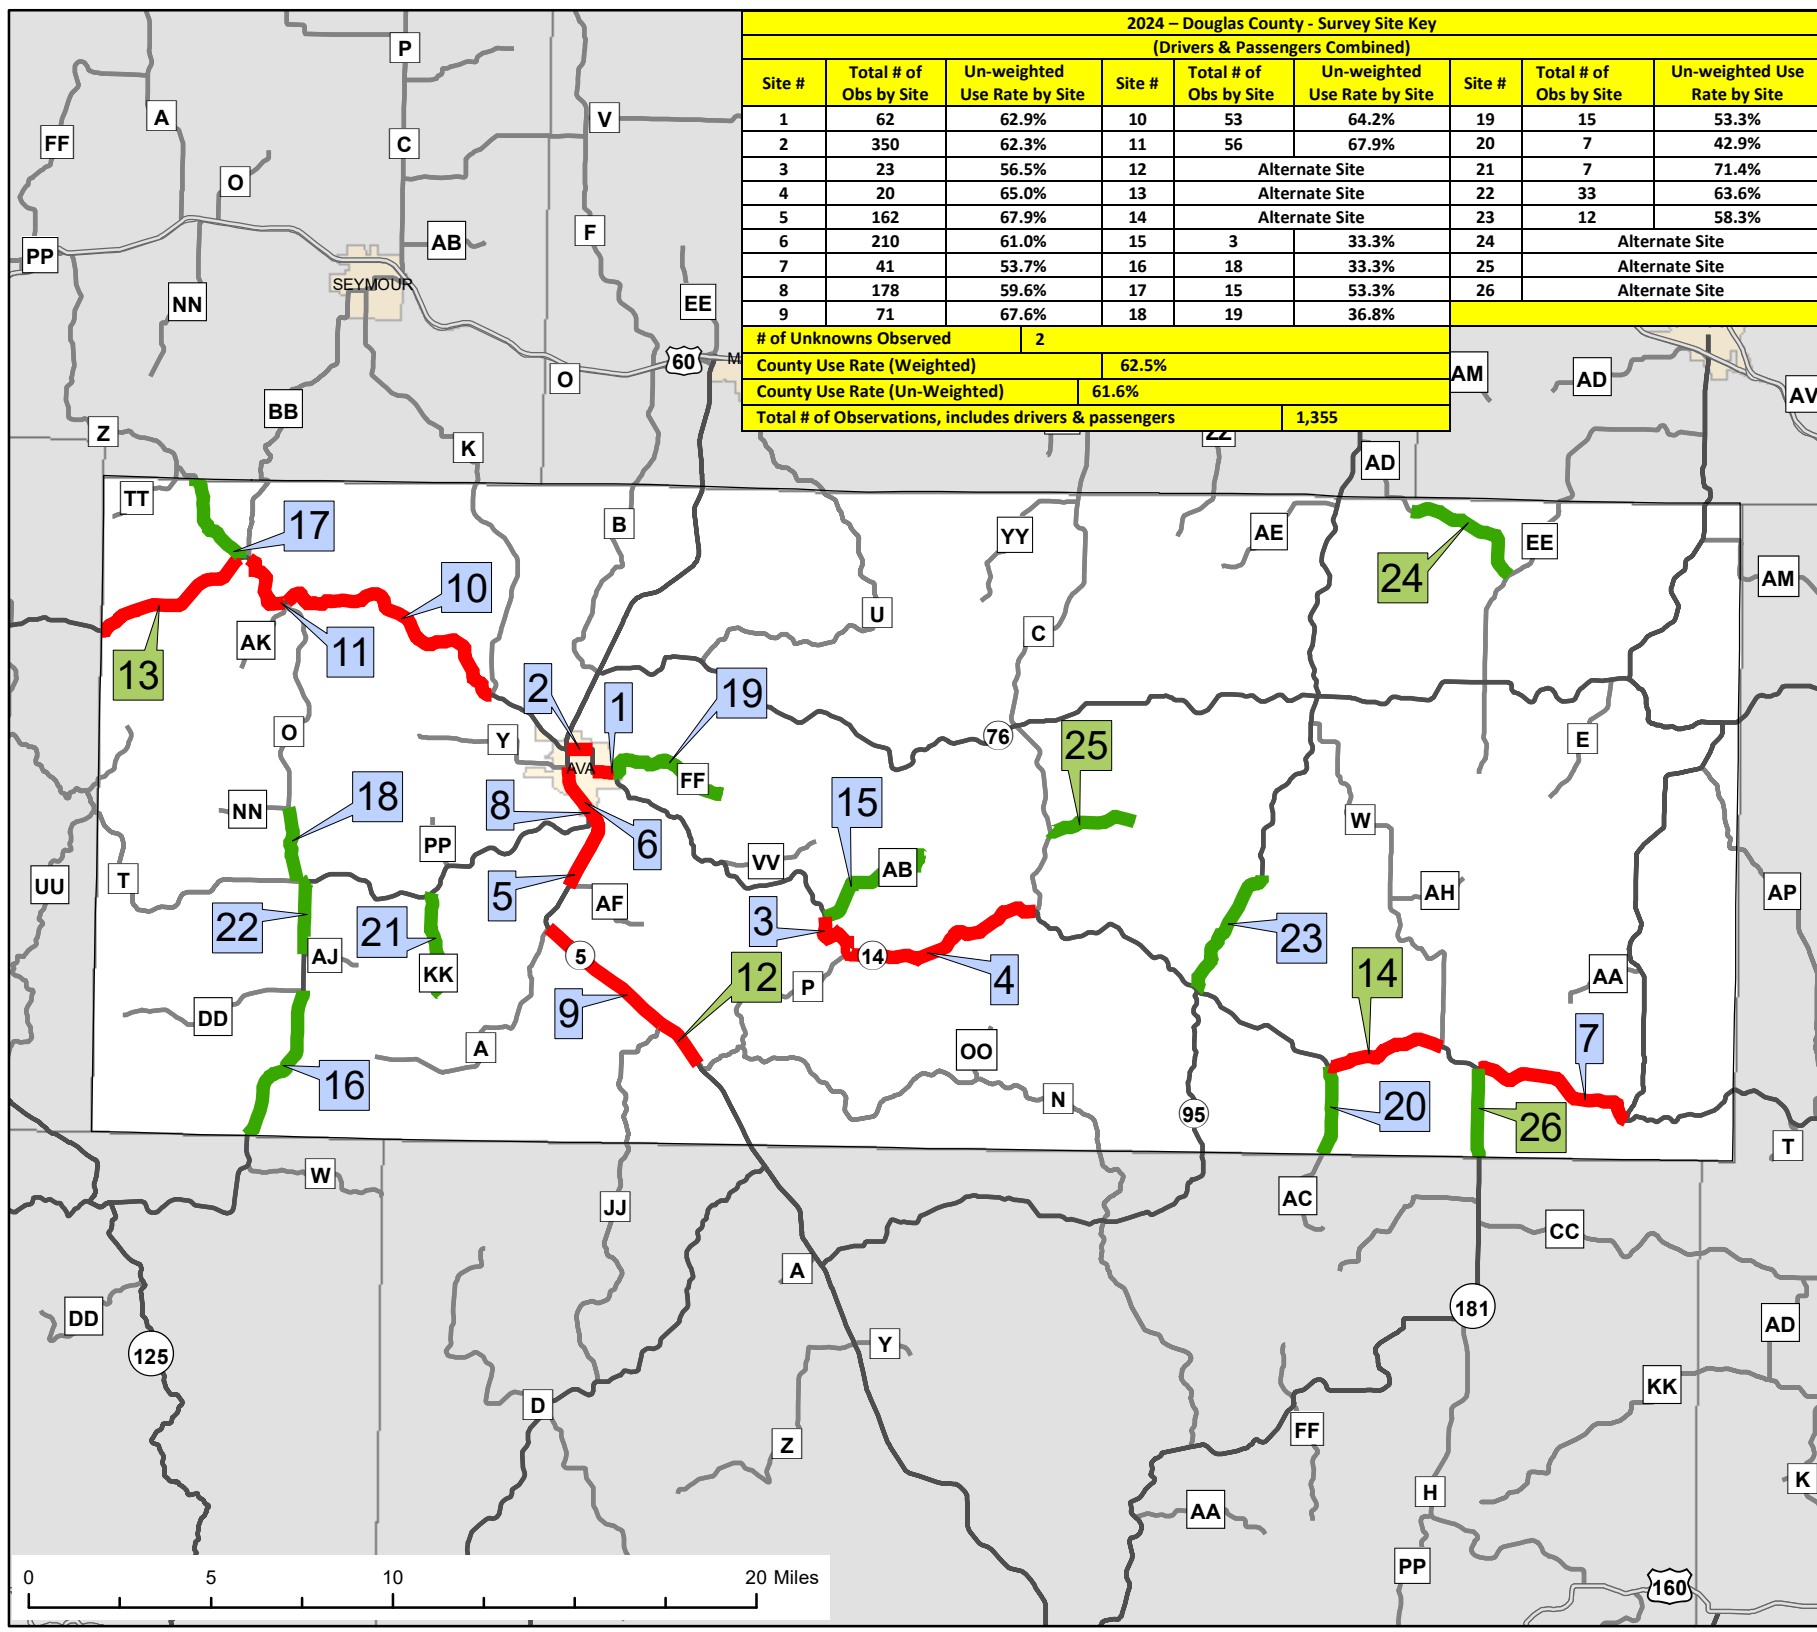 2024 – Douglas County - Survey Site Key
(Drivers & Passengers Combined)
Site # Total # of Obs by Site Un-weighted Use Rate by Site Site # Total # of Obs by Site Un-weighted Use Rate by Site Site # Total # of Obs by Site Un-weighted Use Rate by Site
1 62 62.9% 10 53 64.2% 19 15 53.3%
2 350 62.3% 11 56 67.9% 20 7 42.9%
3 23 56.5% 12 Alternate Site 21 7 71.4%
4 20 65.0% 13 Alternate Site 22 33 63.6%
5 162 67.9% 14 Alternate Site 23 12 58.3%
6 210 61.0% 15 3 33.3% 24 Alternate Site
7 41 53.7% 16 18 33.3% 25 Alternate Site
8 178 59.6% 17 15 53.3% 26 Alternate Site
9 71 67.6% 18 19 36.8%
# of Unknowns Observed 2
County Use Rate (Weighted) 62.5%
County Use Rate (Un-Weighted) 61.6%
Total # of Observations, includes drivers & passengers 1,355
P
A
V
FF
C
O
F
AB
PP
SEYMOUR
NN
EE
60
M
O
AM
AD
AV
BB
Z
K
ZZ
AD
TT
17
B
YY
AE
EE
24
AM
10
U
C
AK
11
13
2
1
19
O
Y
76
25
E
AVA
FF
18
NN
8
15
W
PP
6
VV
AB
UU
T
5
AF
AH
AP
22
21
3
23
AJ
5
14
KK
12
4
14
AA
P
DD
9
7
A
OO
16
N
95
20
26
T
W
AC
JJ
CC
A
181
DD
AD
125
Y
KK
D
Z
FF
K
H
AA
PP
160
0 5 10 20 Miles